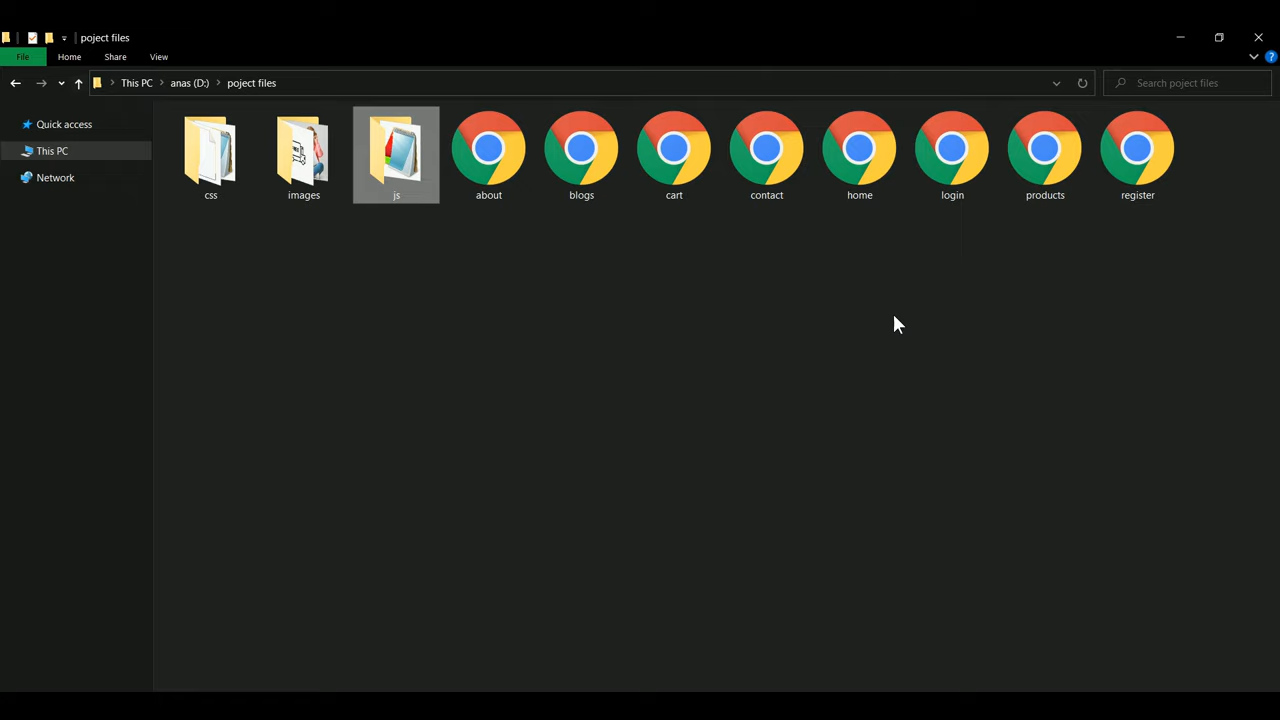 poject files
File Home Share View
This PC anas (D:) poject files Search poject files
Quick access
This PC
Network
css images js about blogs cart contact home login products register